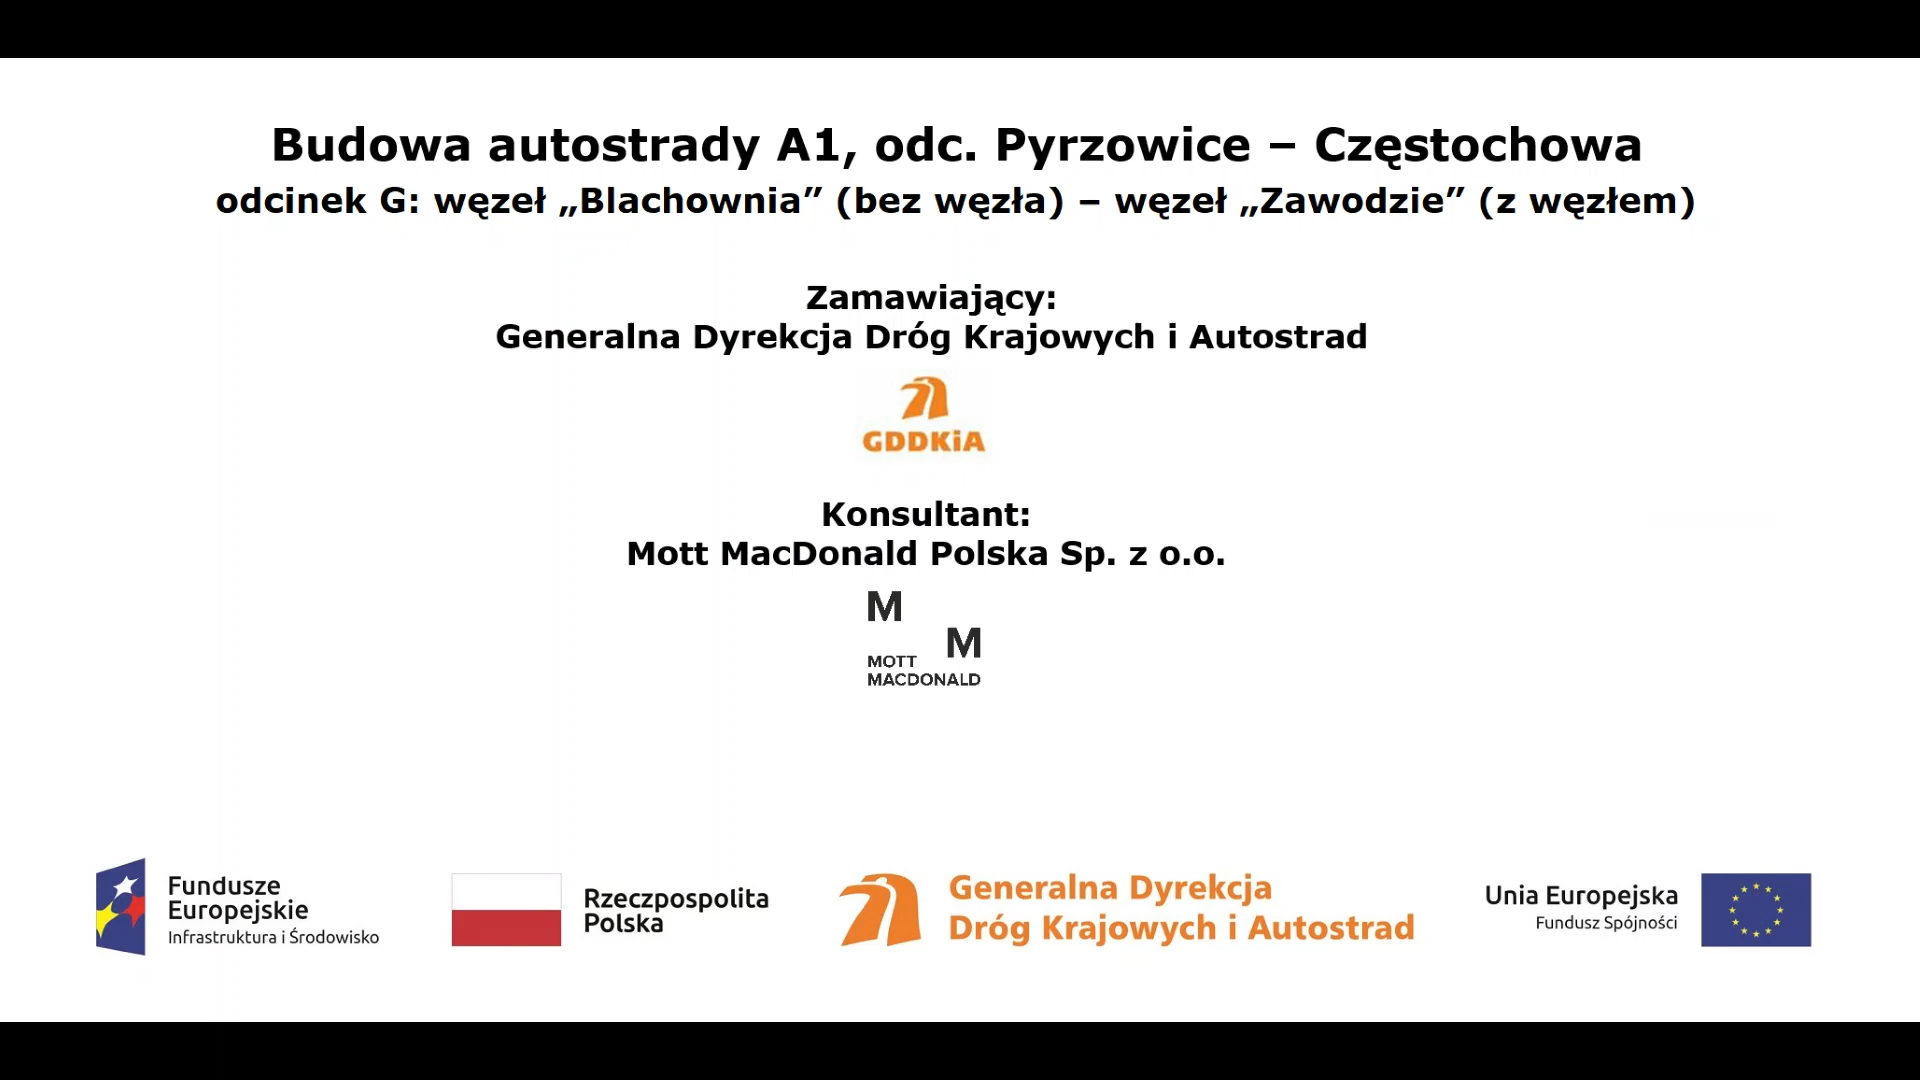 Budowa autostrady A1, odc. Pyrzowice – Częstochowa
odcinek G: węzeł „Blachownia” (bez węzła) – węzeł „Zawodzie” (z węzłem)
Zamawiający:
Generalna Dyrekcja Dróg Krajowych i Autostrad
GDDKiA
Konsultant:
Mott MacDonald Polska Sp. z o.o.
M
M
MOTT
MACDONALD
Fundusze
Europejskie
Infrastruktura i Środowisko
Rzeczpospolita
Polska
Generalna Dyrekcja
Dróg Krajowych i Autostrad
Unia Europejska
Fundusz Spójności